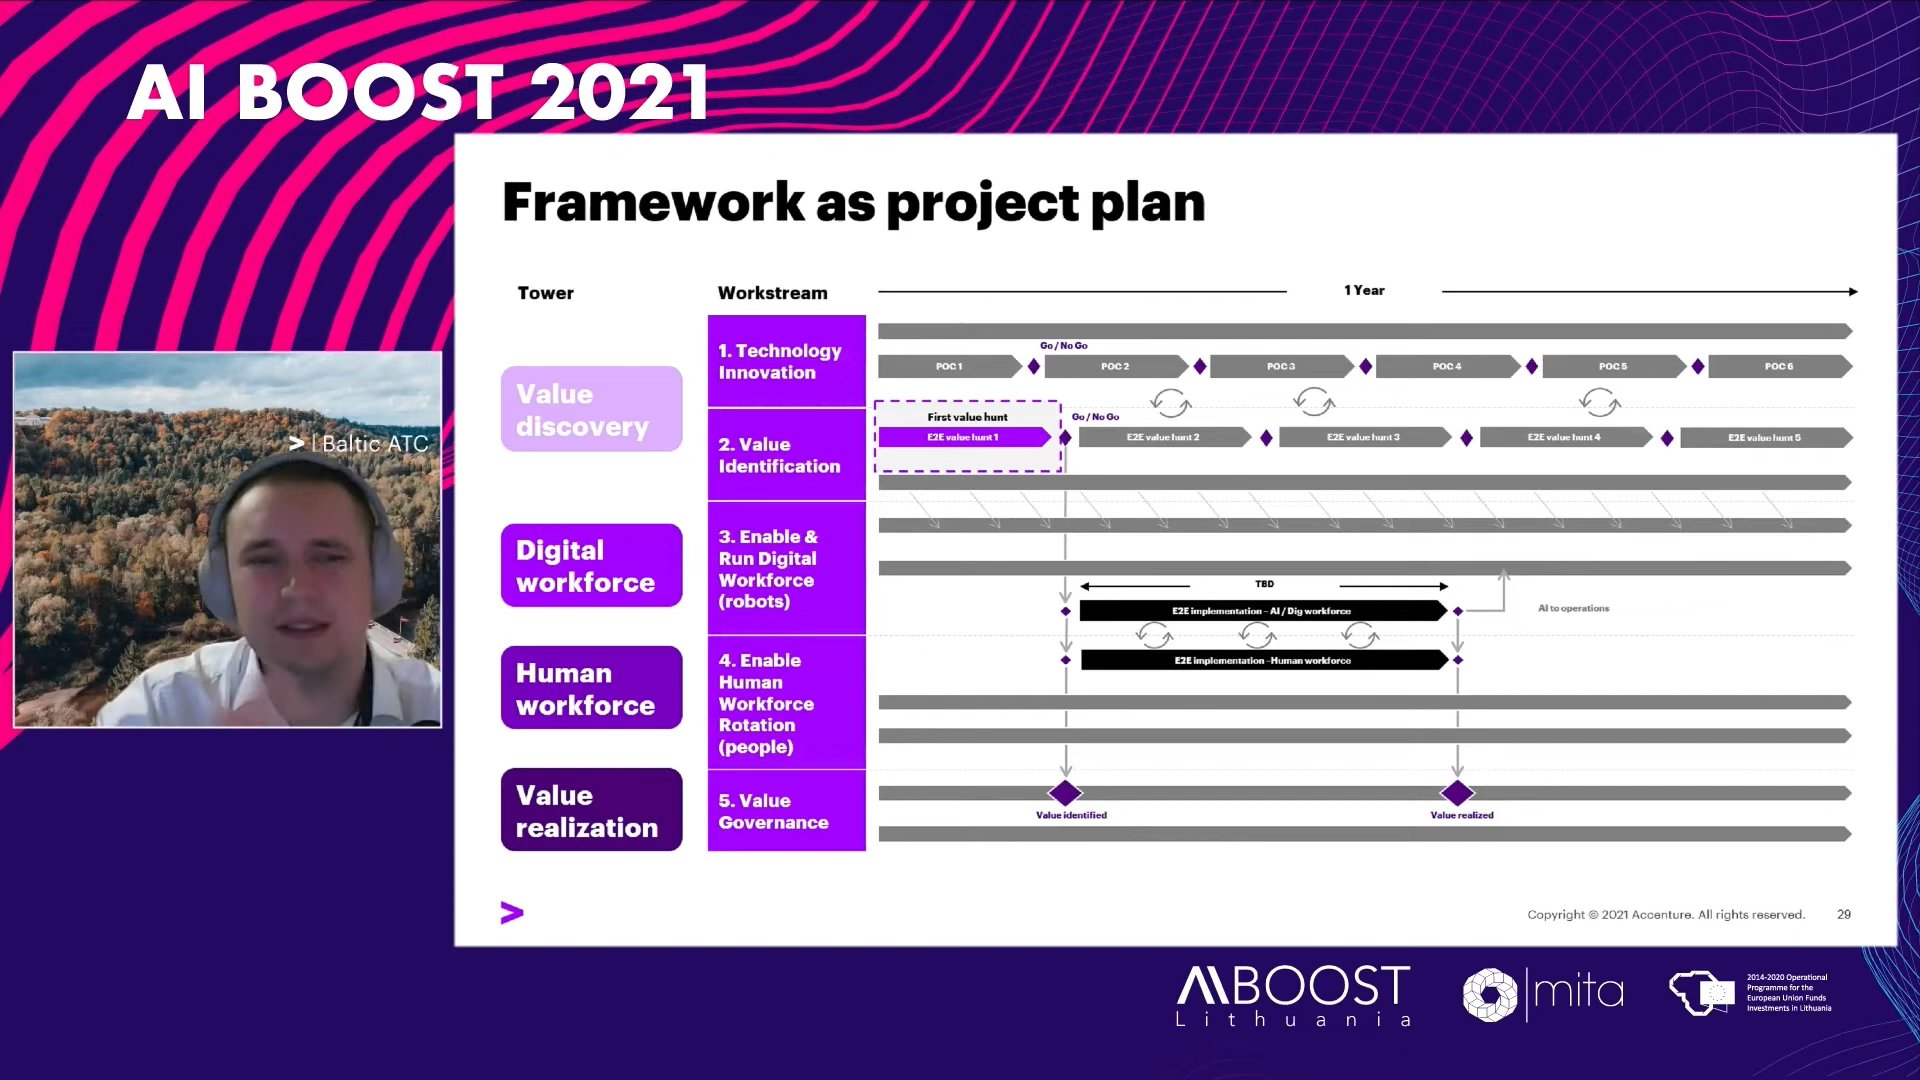 AI BOOST 2021
> | Baltic ATC
Framework as project plan
Tower
Workstream
1 Year
Value
discovery
Digital
workforce
Human
workforce
Value
realization
1. Technology
Innovation
2. Value
Identification
3. Enable &
Run Digital
Workforce
(robots)
4. Enable
Human
Workforce
Rotation
(people)
5. Value
Governance
Go / No Go
POC 1
POC 2
POC 3
POC 4
POC 5
POC 6
First value hunt
Go / No Go
E2E value hunt 1
E2E value hunt 2
E2E value hunt 3
E2E value hunt 4
E2E value hunt 5
TBD
E2E implementation – AI / Dig workforce
AI to operations
E2E implementation –Human workforce
Value identified
Value realized
>
Copyright © 2021 Accenture. All rights reserved.
29
AIBOOST
Lithuania
mita
2014-2020 Operational
Programme for the
European Union Funds
Investments in Lithuania